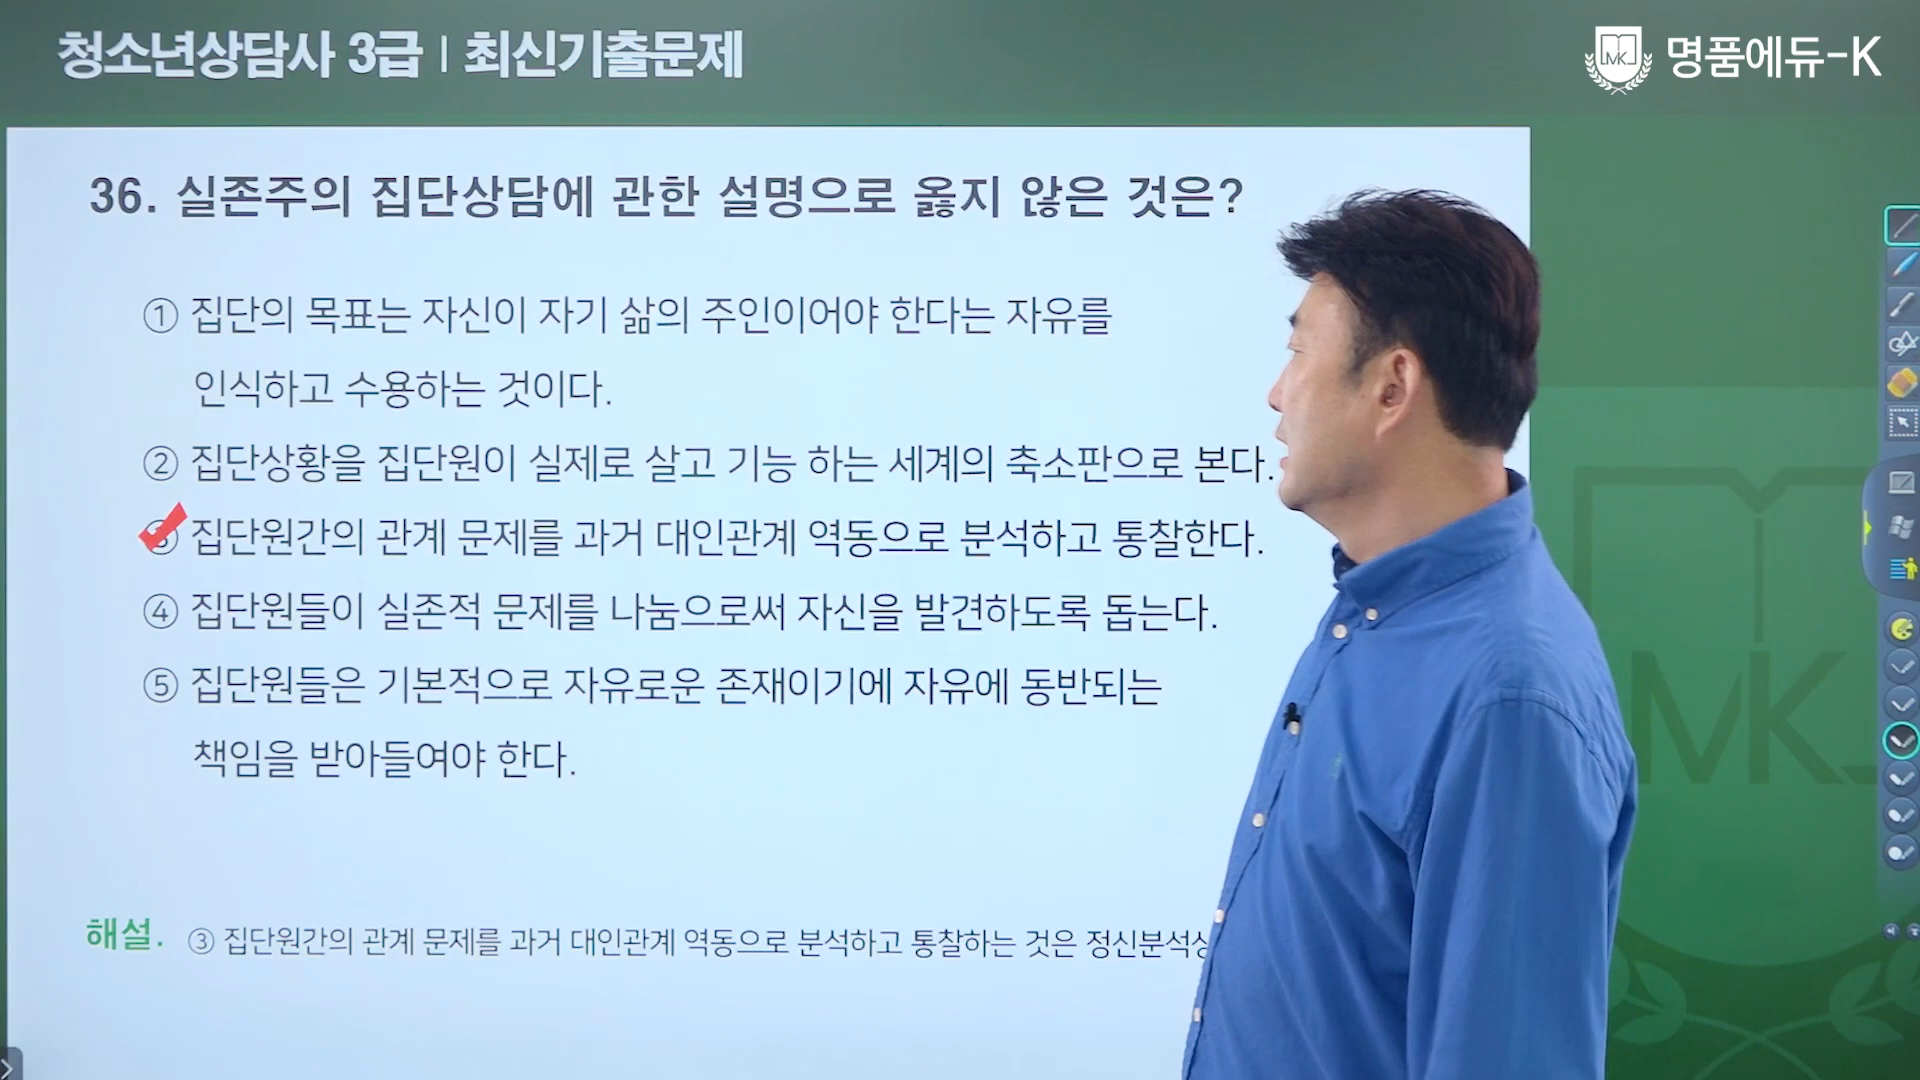 청소년상담사 3급 | 최신기출문제
MK 명품에듀-K
36. 실존주의 집단상담에 관한 설명으로 옳지 않은 것은?
① 집단의 목표는 자신이 자기 삶의 주인이어야 한다는 자유를
인식하고 수용하는 것이다.
② 집단상황을 집단원이 실제로 살고 기능 하는 세계의 축소판으로 본다.
③ 집단원간의 관계 문제를 과거 대인관계 역동으로 분석하고 통찰한다.
④ 집단원들이 실존적 문제를 나눔으로써 자신을 발견하도록 돕는다.
⑤ 집단원들은 기본적으로 자유로운 존재이기에 자유에 동반되는
책임을 받아들여야 한다.
해설. ③ 집단원간의 관계 문제를 과거 대인관계 역동으로 분석하고 통찰하는 것은
MK